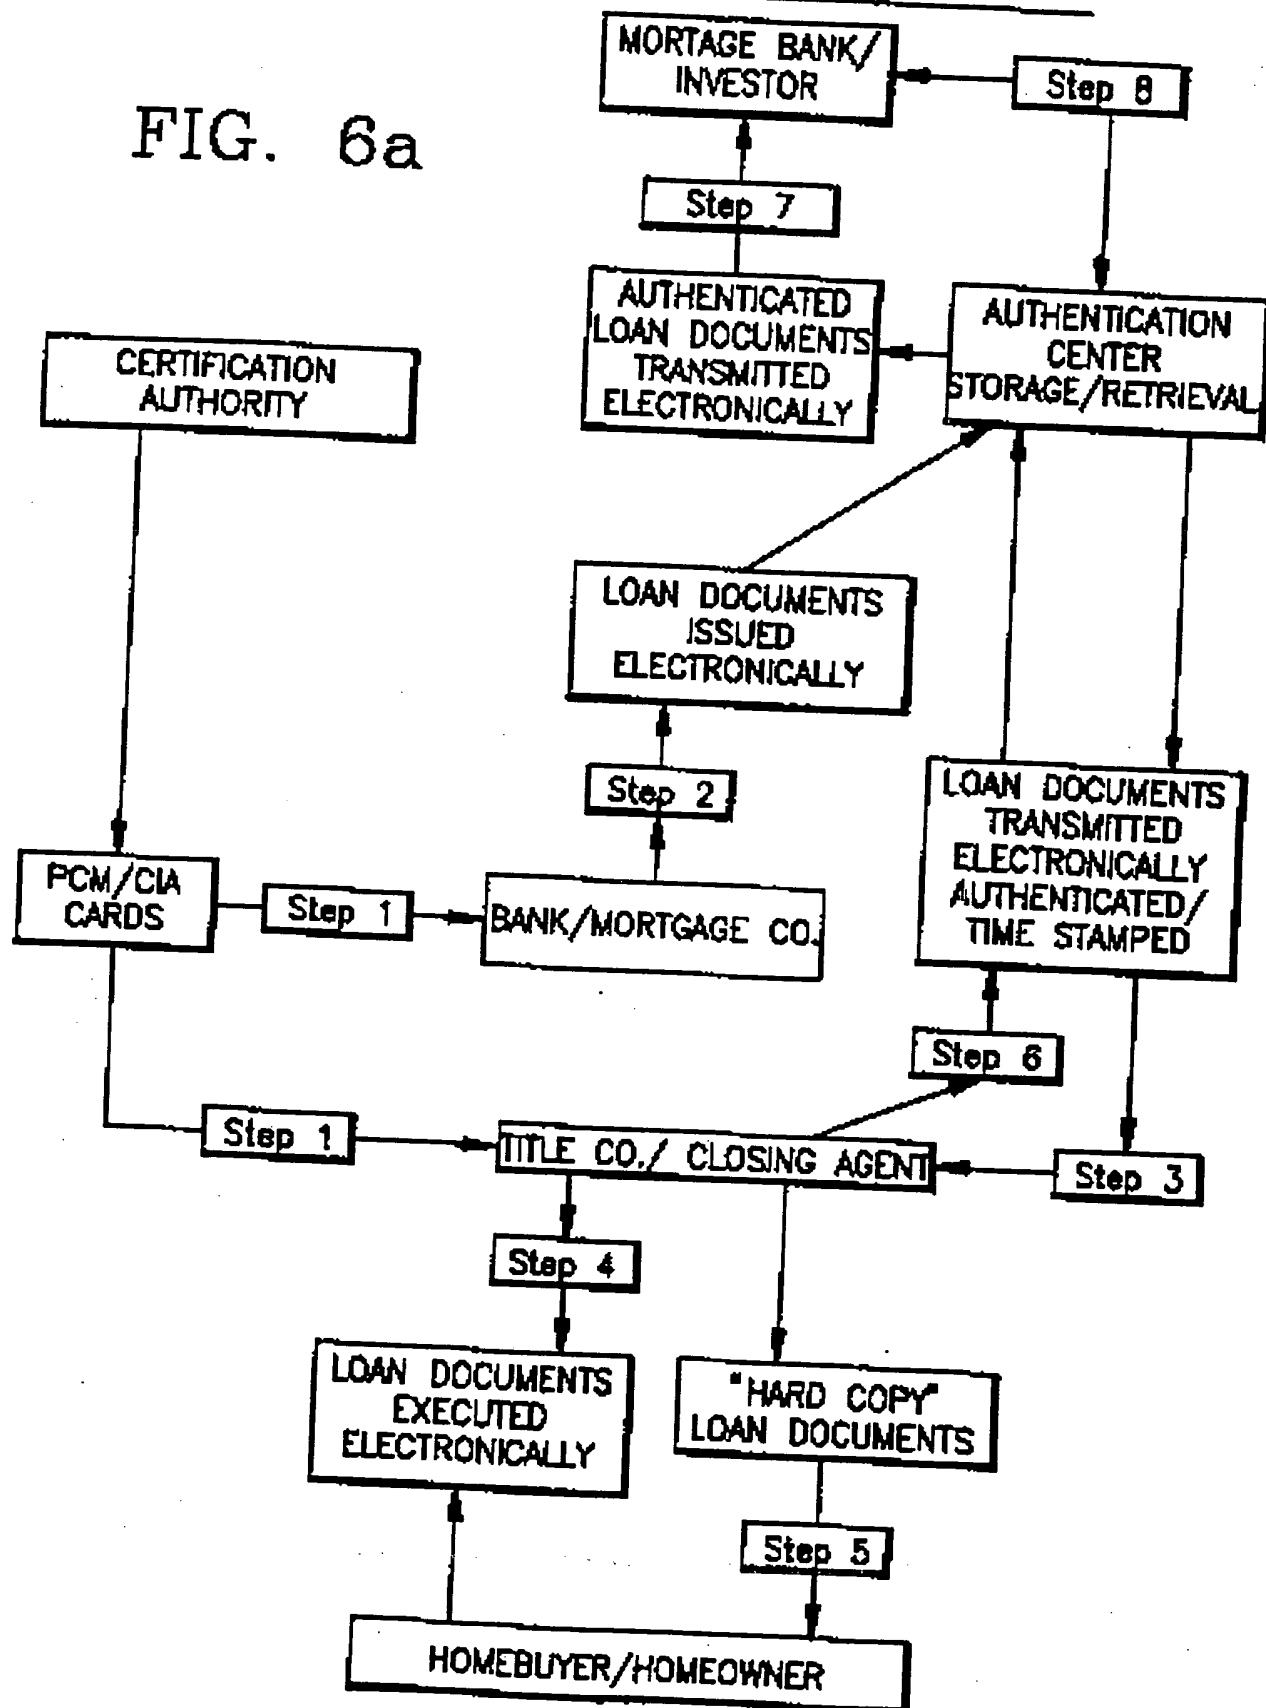 MORTAGE BANK/
INVESTOR
Step 8
FIG. 6a
Step 7
AUTHENTICATED
LOAN DOCUMENTS
TRANSMITTED
ELECTRONICALLY
AUTHENTICATION
CENTER
STORAGE/RETRIEVAL
CERTIFICATION
AUTHORITY
LOAN DOCUMENTS
ISSUED
ELECTRONICALLY
Step 2
LOAN DOCUMENTS
TRANSMITTED
ELECTRONICALLY
AUTHENTICATED/
TIME STAMPED
PCM/CIA
CARDS
Step 1
BANK/MORTGAGE CO.
Step 6
Step 1
TITLE CO./ CLOSING AGENT
Step 3
Step 4
LOAN DOCUMENTS
EXECUTED
ELECTRONICALLY
"HARD COPY"
LOAN DOCUMENTS
Step 5
HOMEBUYER/HOMEOWNER